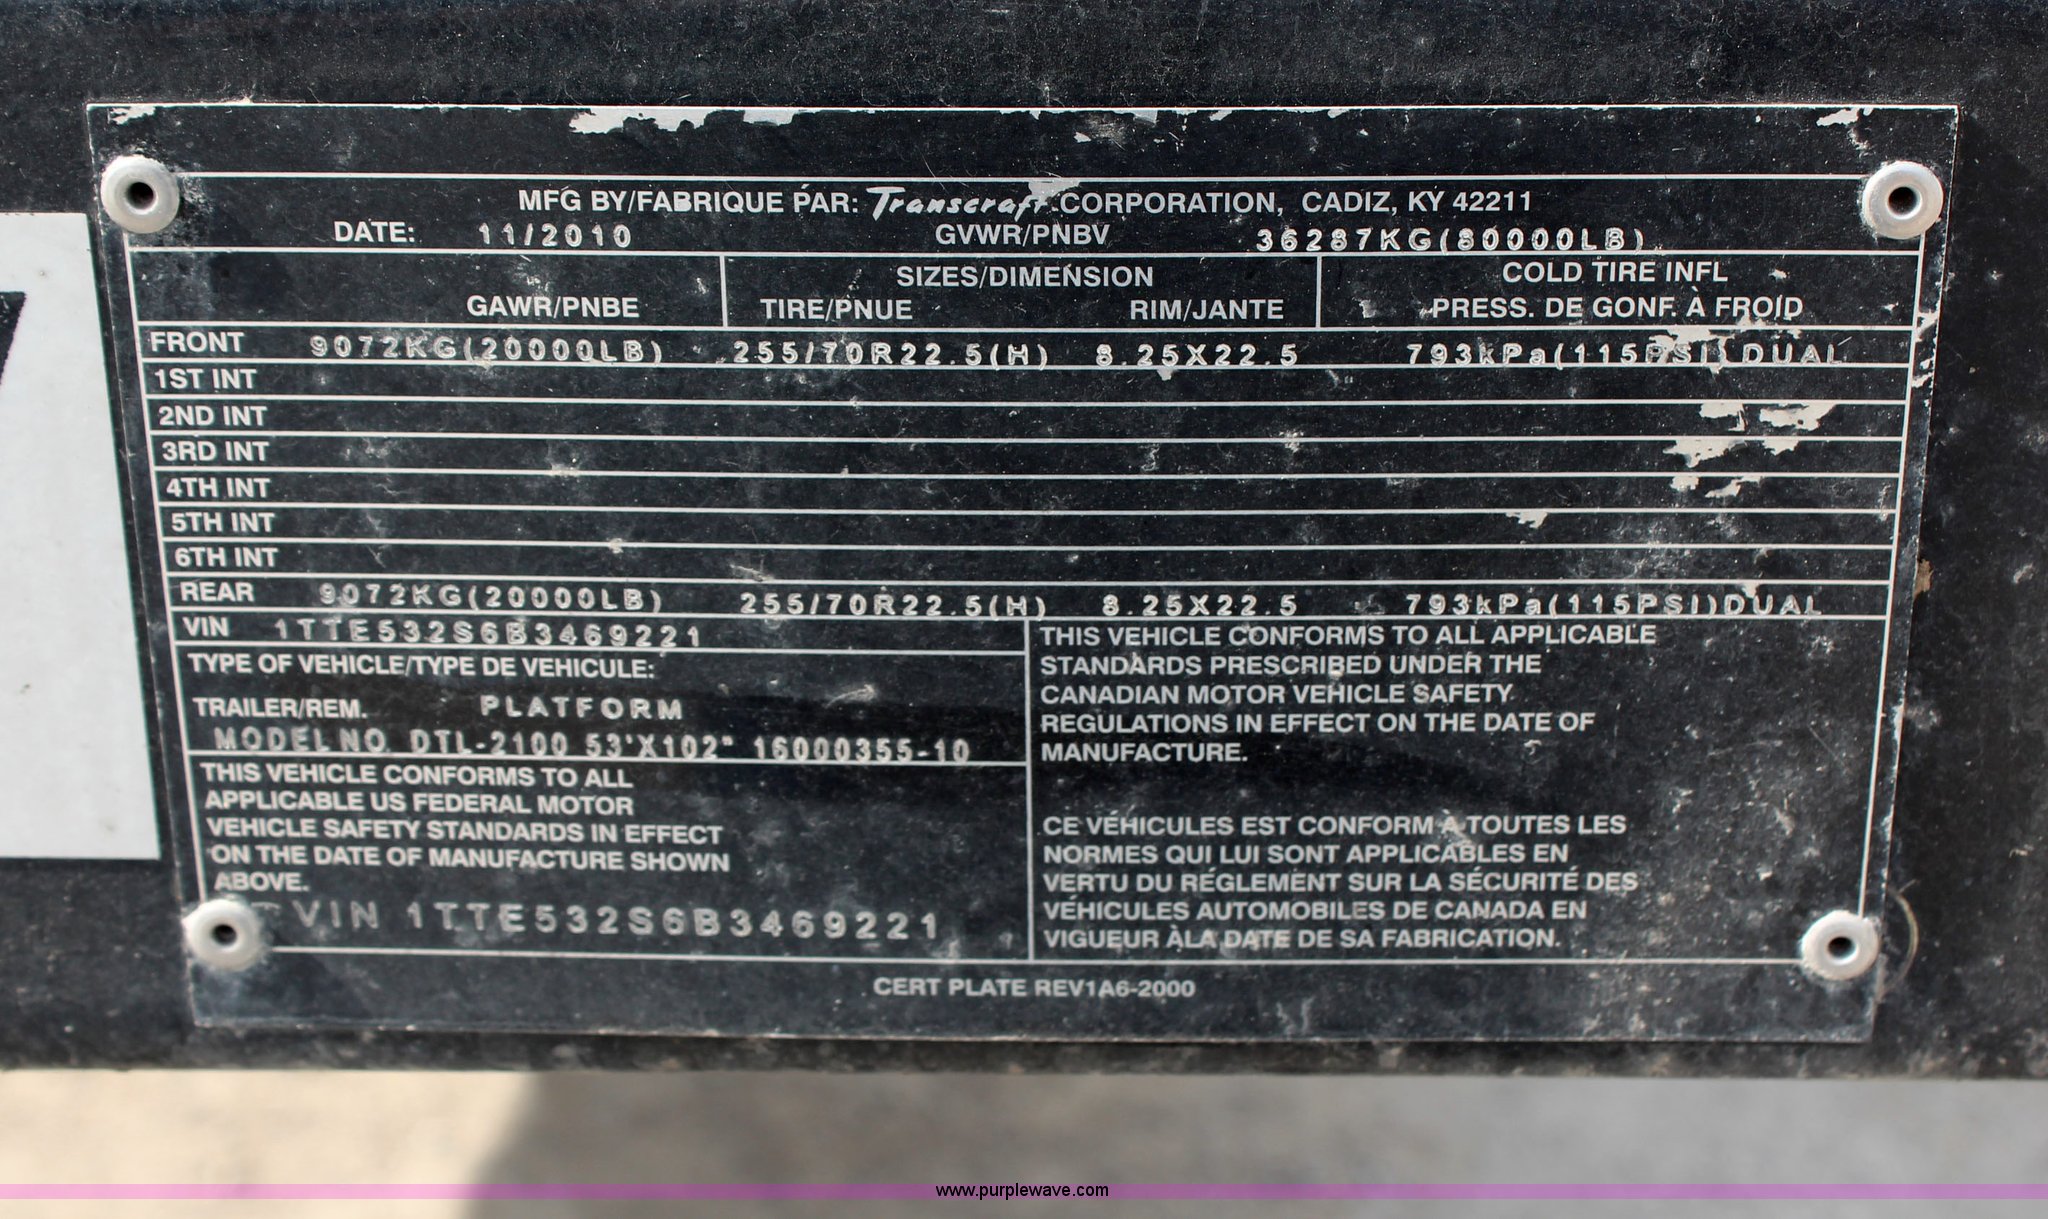 MFG BY/FABRIQUE PAR: Transcraft CORPORATION, CADIZ, KY 42211
DATE: 11/2010 GVWR/PNBV 36287KG(80000LB)
SIZES/DIMENSION COLD TIRE INFL
GAWR/PNBE TIRE/PNUE RIM/JANTE PRESS. DE GONF. À FROID
FRONT 9072KG(20000LB) 255/70R22.5(H) 8.25X22.5 793kPa(115PSI)DUAL
1ST INT
2ND INT
3RD INT
4TH INT
5TH INT
6TH INT
REAR 9072KG(20000LB) 255/70R22.5(H) 8.25X22.5 793kPa(115PSI)DUAL
VIN 1TTE532S6B3469221
TYPE OF VEHICLE/TYPE DE VEHICULE:
TRAILER/REM. PLATFORM
MODEL NO. DTL-2100 53'X102" 16000355-10
THIS VEHICLE CONFORMS TO ALL
APPLICABLE US FEDERAL MOTOR
VEHICLE SAFETY STANDARDS IN EFFECT
ON THE DATE OF MANUFACTURE SHOWN
ABOVE.
VIN 1TTE532S6B3469221
THIS VEHICLE CONFORMS TO ALL APPLICABLE
STANDARDS PRESCRIBED UNDER THE
CANADIAN MOTOR VEHICLE SAFETY
REGULATIONS IN EFFECT ON THE DATE OF
MANUFACTURE.
CE VÉHICULES EST CONFORM A TOUTES LES
NORMES QUI LUI SONT APPLICABLES EN
VERTU DU RÉGLEMENT SUR LA SÉCURITÉ DES
VÉHICULES AUTOMOBILES DE CANADA EN
VIGUEUR ÀLA DATE DE SA FABRICATION.
CERT PLATE REV1A6-2000
www.purplewave.com